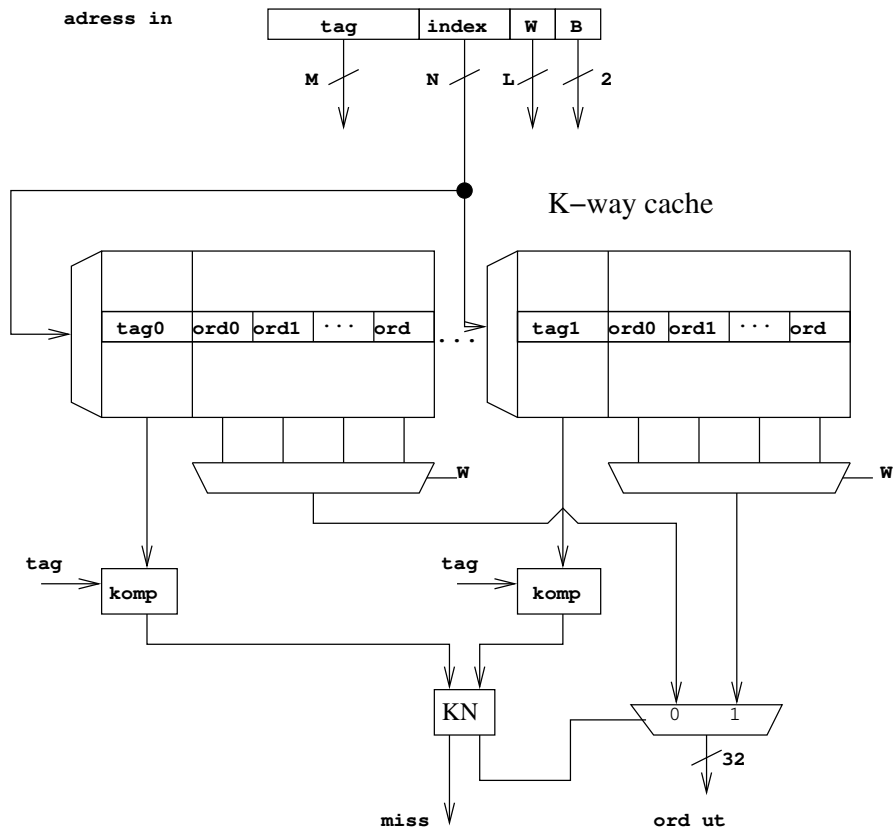 adress in
tag index W B
M N L 2
K-way cache
tag0 ord0 ord1 ··· ord ... tag1 ord0 ord1 ··· ord
W W
tag tag
komp komp
KN 0 1
32
miss ord ut